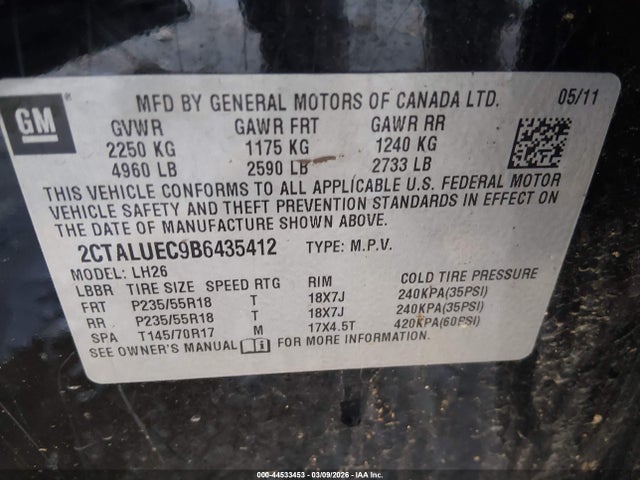 GM
MFD BY GENERAL MOTORS OF CANADA LTD. 05/11
GVWR GAWR FRT GAWR RR
2250 KG 1175 KG 1240 KG
4960 LB 2590 LB 2733 LB
THIS VEHICLE CONFORMS TO ALL APPLICABLE U.S. FEDERAL MOTOR
VEHICLE SAFETY AND THEFT PREVENTION STANDARDS IN EFFECT ON
THE DATE OF MANUFACTURE SHOWN ABOVE.
2CTALUEC9B6435412 TYPE: M.P.V.
MODEL: LH26
LBBR TIRE SIZE SPEED RTG RIM COLD TIRE PRESSURE
FRT P235/55R18 T 18X7J 240KPA(35PSI)
RR P235/55R18 T 18X7J 240KPA(35PSI)
SPA T145/70R17 M 17X4.5T 420KPA(60PSI)
SEE OWNER'S MANUAL FOR MORE INFORMATION.
000-44533453 - 03/09/2026 - IAAI.COM